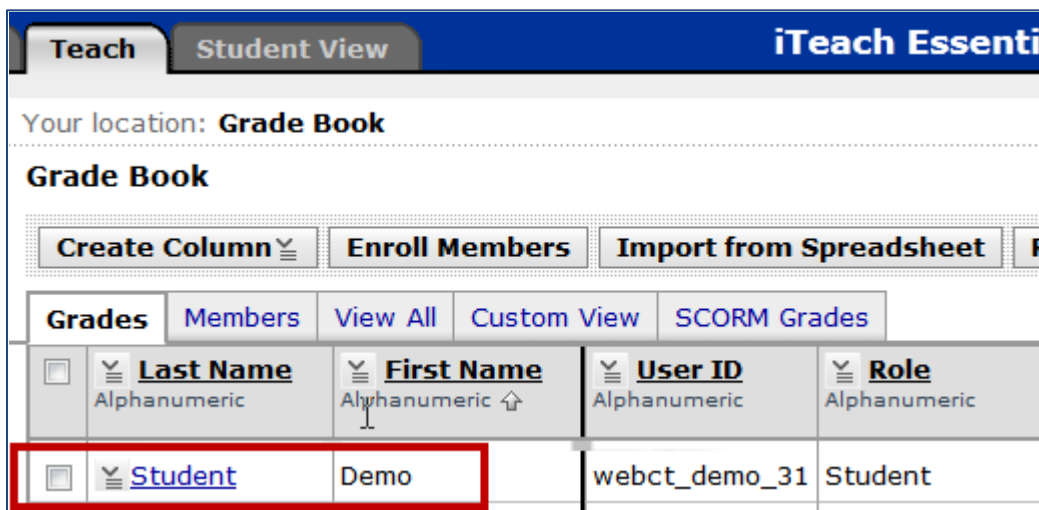 Teach Student View iTeach Essenti
Your location: Grade Book
Grade Book
Create Column Enroll Members Import from Spreadsheet
Grades Members View All Custom View SCORM Grades
Last Name First Name User ID Role
Alphanumeric Alphanumeric Alphanumeric Alphanumeric
Student Demo webct_demo_31 Student